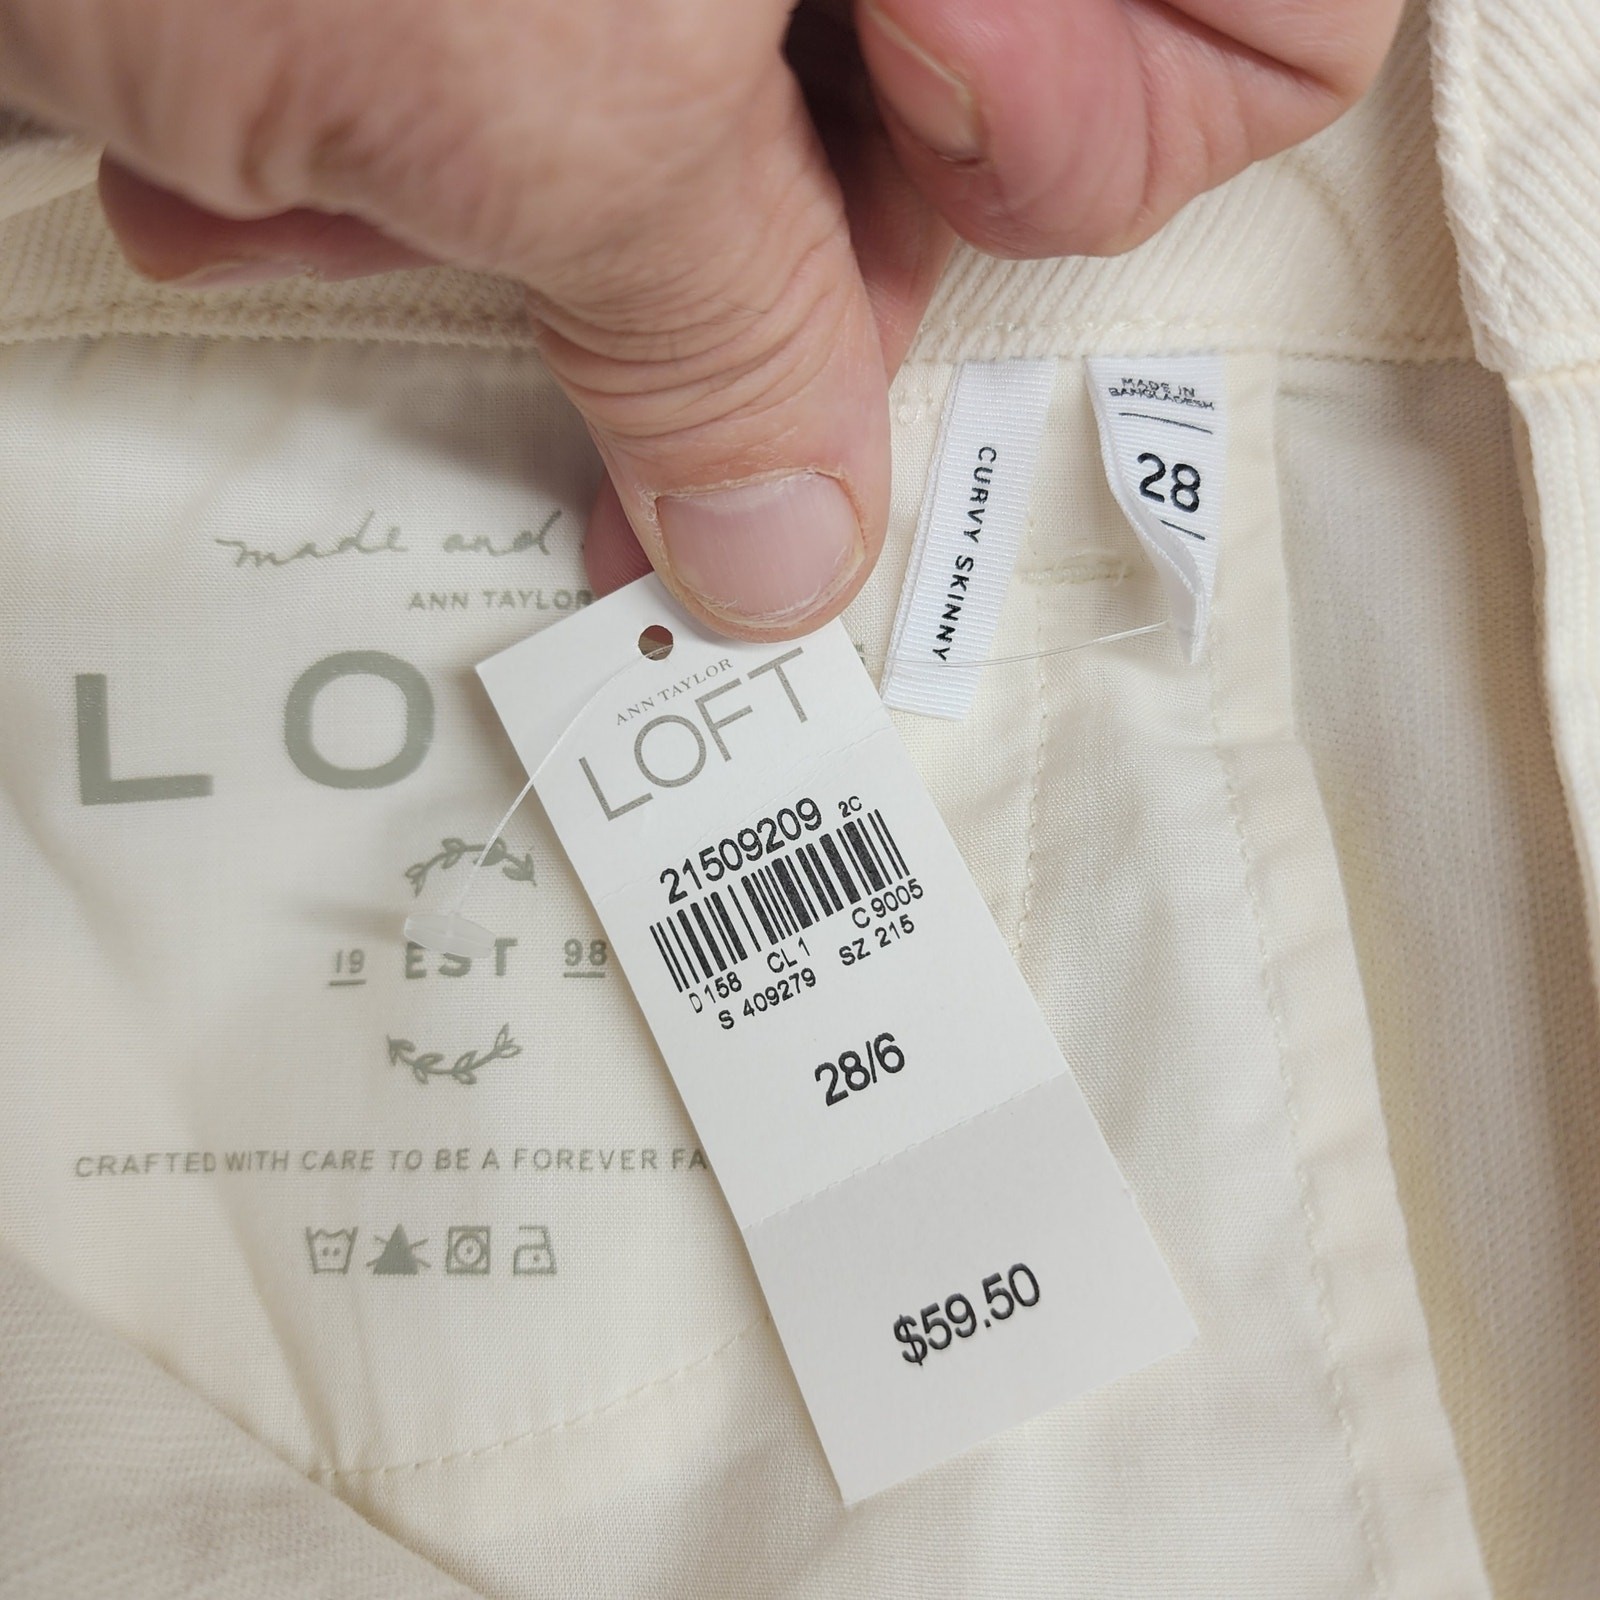 made and
ANN TAYLOR
LO
19 EST 98
CRAFTED WITH CARE TO BE A FOREVER FA
CURVY SKINNY
MADE IN
BANGLADESH
28
ANN TAYLOR
LOFT
21509209 2C
D 158 CL 1 C 9005
S 409279 SZ 215
28/6
$59.50